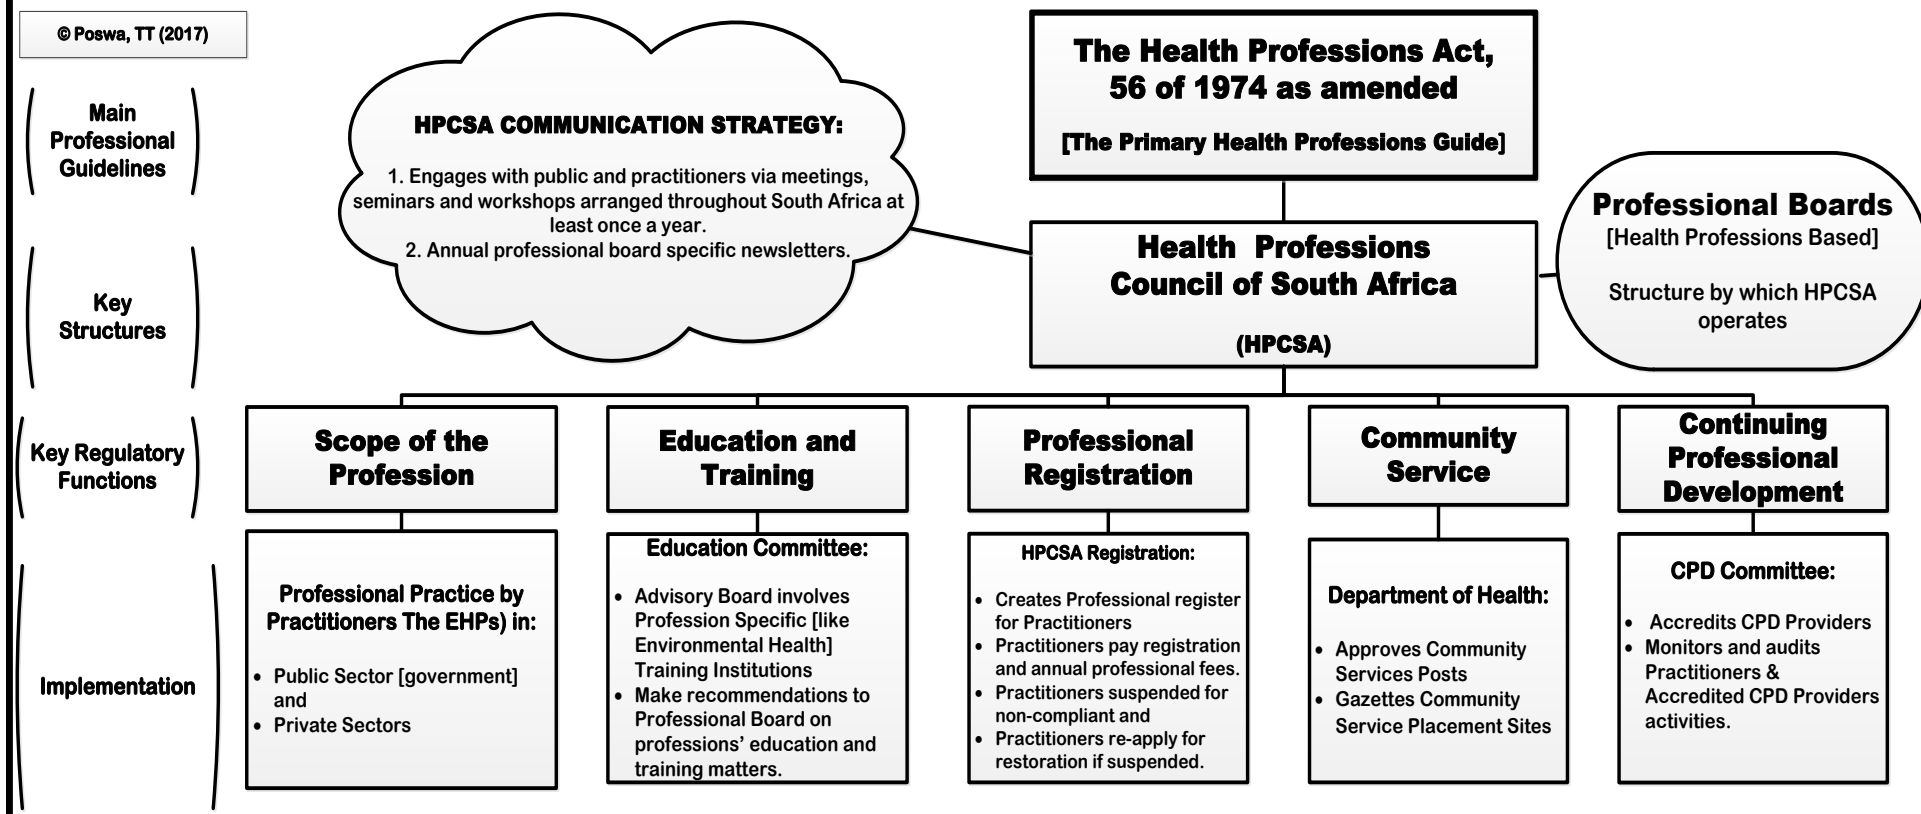 © Poswa, TT (2017)
Main
Professional
Guidelines
HPCSA COMMUNICATION STRATEGY:
1. Engages with public and practitioners via meetings,
seminars and workshops arranged throughout South Africa at
least once a year.
2. Annual professional board specific newsletters.
The Health Professions Act,
56 of 1974 as amended
[The Primary Health Professions Guide]
Key
Structures
Health Professions
Council of South Africa
(HPCSA)
Professional Boards
[Health Professions Based]
Structure by which HPCSA
operates
Key Regulatory
Functions
Scope of the
Profession
Education and
Training
Professional
Registration
Community
Service
Continuing
Professional
Development
Implementation
Professional Practice by
Practitioners The EHPs) in:
• Public Sector [government]
and
• Private Sectors
Education Committee:
• Advisory Board involves
Profession Specific [like
Environmental Health]
Training Institutions
• Make recommendations to
Professional Board on
professions’ education and
training matters.
HPCSA Registration:
• Creates Professional register
for Practitioners
• Practitioners pay registration
and annual professional fees.
• Practitioners suspended for
non-compliant and
• Practitioners re-apply for
restoration if suspended.
Department of Health:
• Approves Community
Services Posts
• Gazettes Community
Service Placement Sites
CPD Committee:
• Accredits CPD Providers
• Monitors and audits
Practitioners &
Accredited CPD Providers
activities.